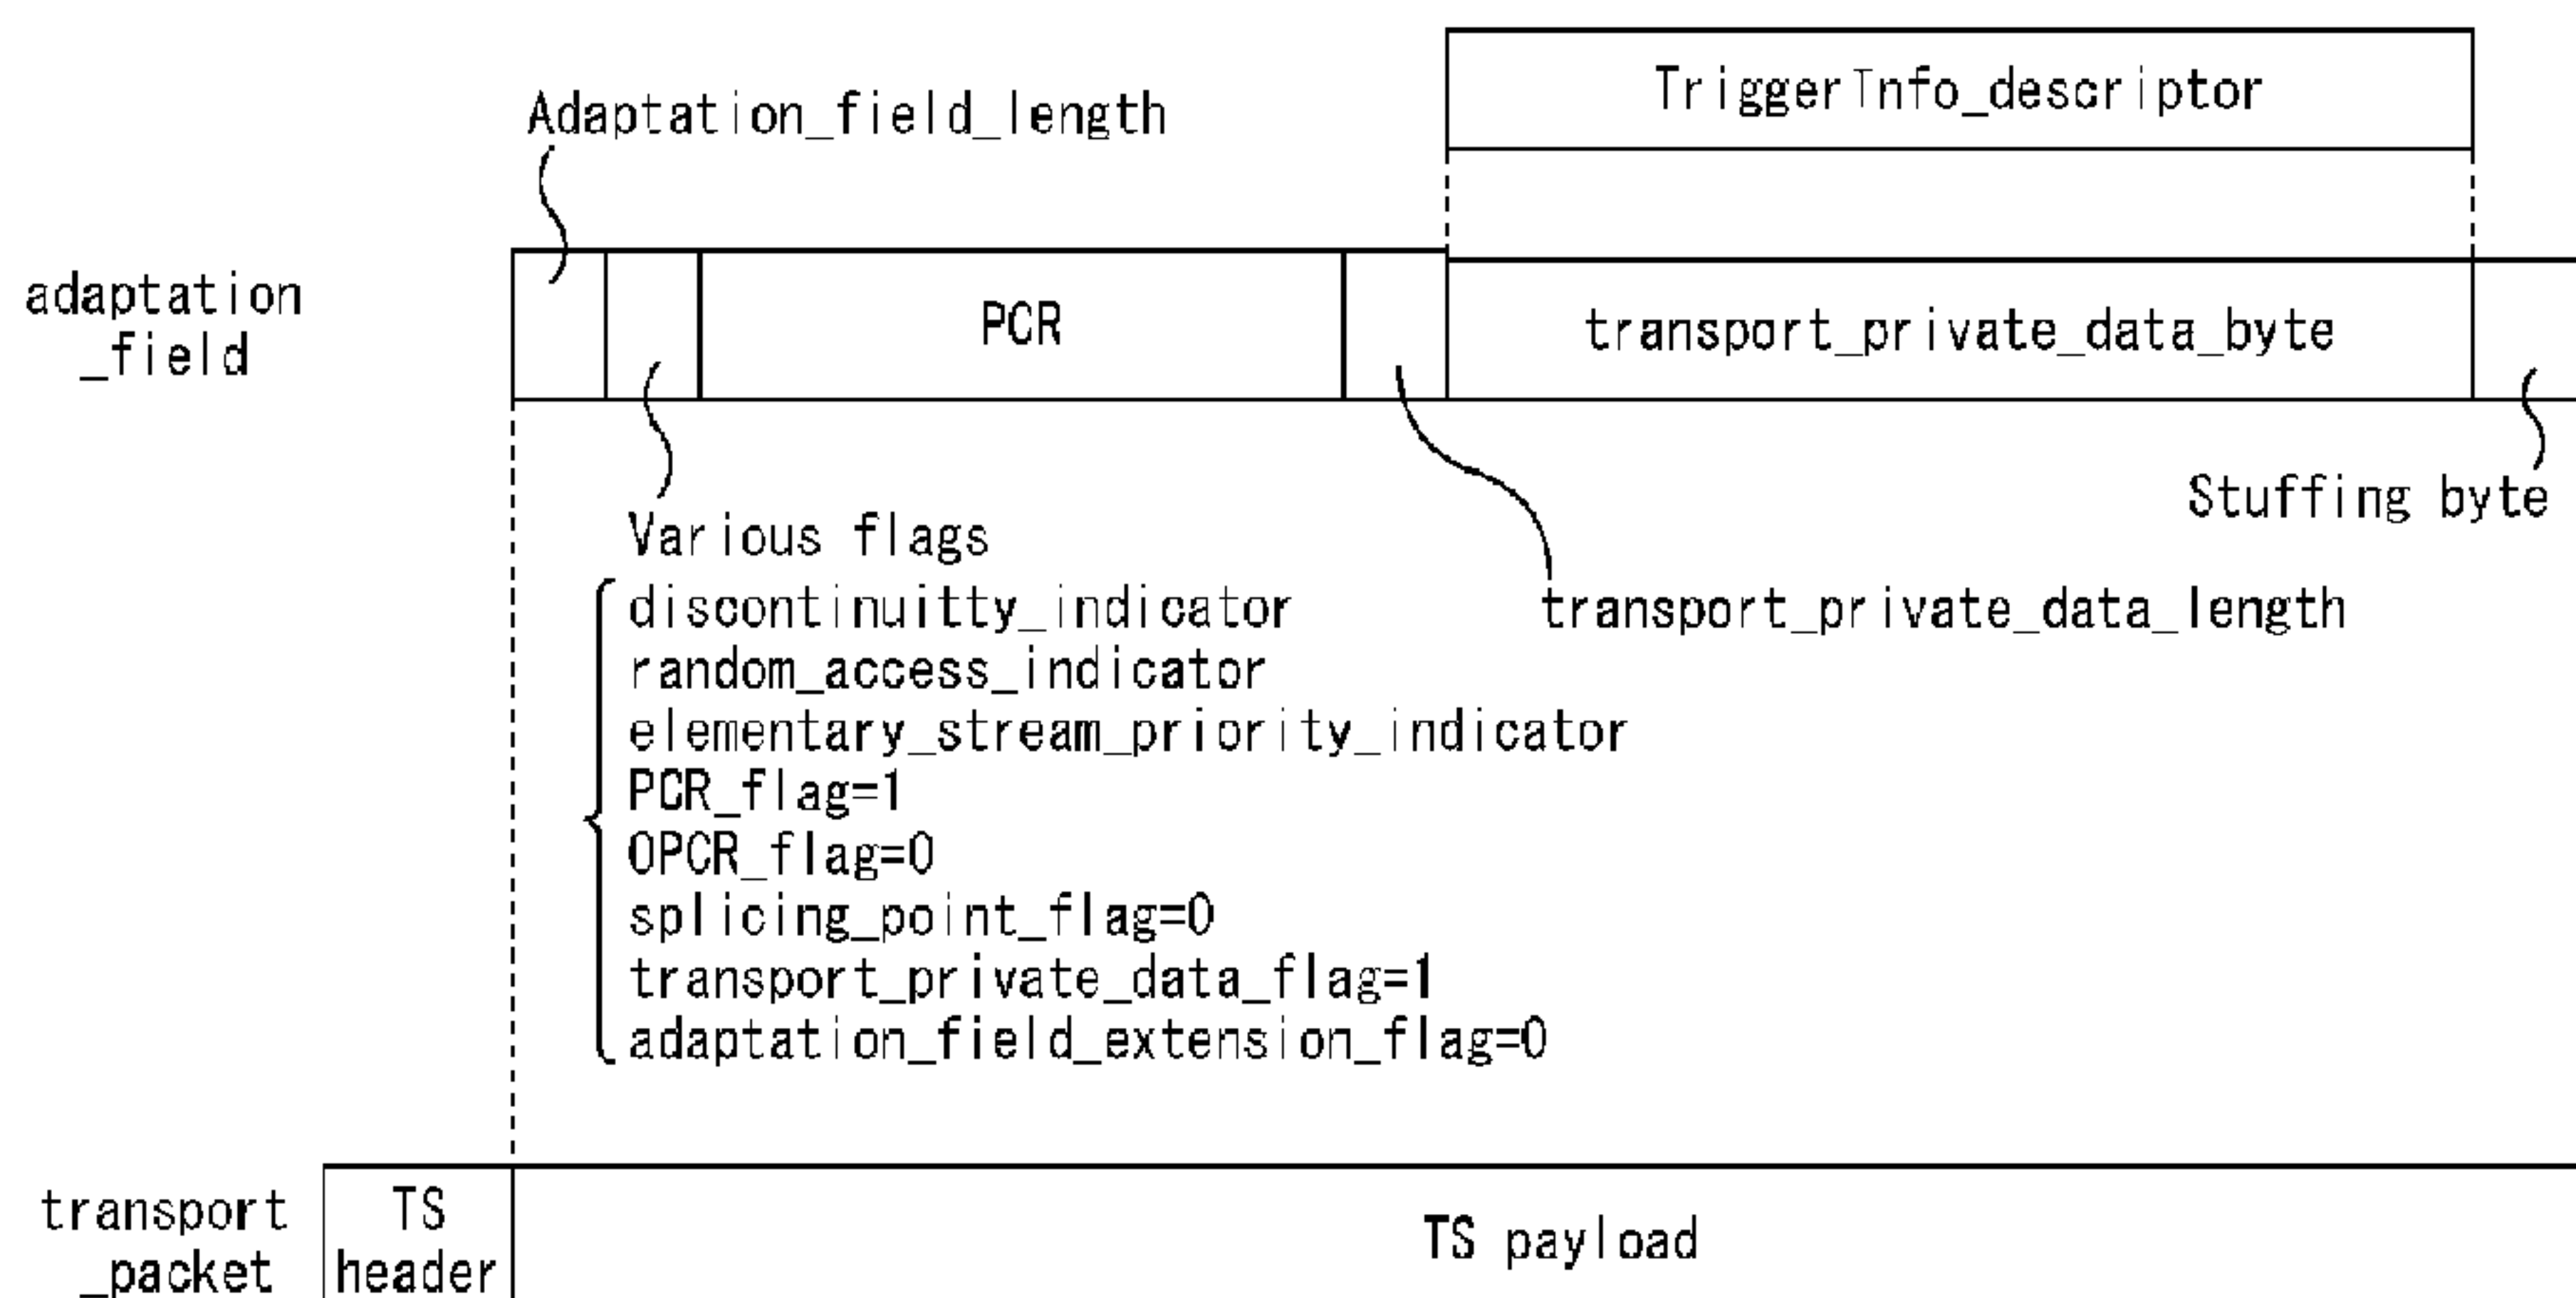 TriggerInfo_descriptor
Adaptation_field_length
adaptation
_field
PCR
transport_private_data_byte
Stuffing byte
Various flags
discontinuitty_indicator
transport_private_data_length
random_access_indicator
elementary_stream_priority_indicator
PCR_flag=1
OPCR_flag=0
splicing_point_flag=0
transport_private_data_flag=1
adaptation_field_extension_flag=0
transport
_packet
TS
header
TS payload